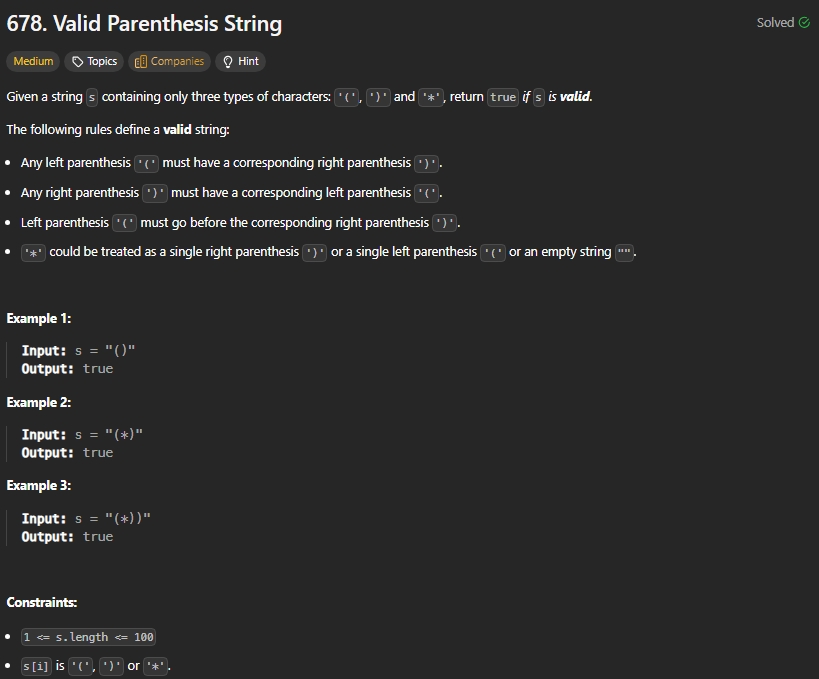 678. Valid Parenthesis String
Solved
Medium Topics Companies Hint
Given a string s containing only three types of characters: '(', ')' and '*', return true if s is valid.
The following rules define a valid string:
• Any left parenthesis '(' must have a corresponding right parenthesis ')'.
• Any right parenthesis ')' must have a corresponding left parenthesis '('.
• Left parenthesis '(' must go before the corresponding right parenthesis ')'.
• '*' could be treated as a single right parenthesis ')' or a single left parenthesis '(' or an empty string "".
Example 1:
Input: s = "()"
Output: true
Example 2:
Input: s = "(*)"
Output: true
Example 3:
Input: s = "(*))"
Output: true
Constraints:
• 1 <= s.length <= 100
• s[i] is '(', ')' or '*'.